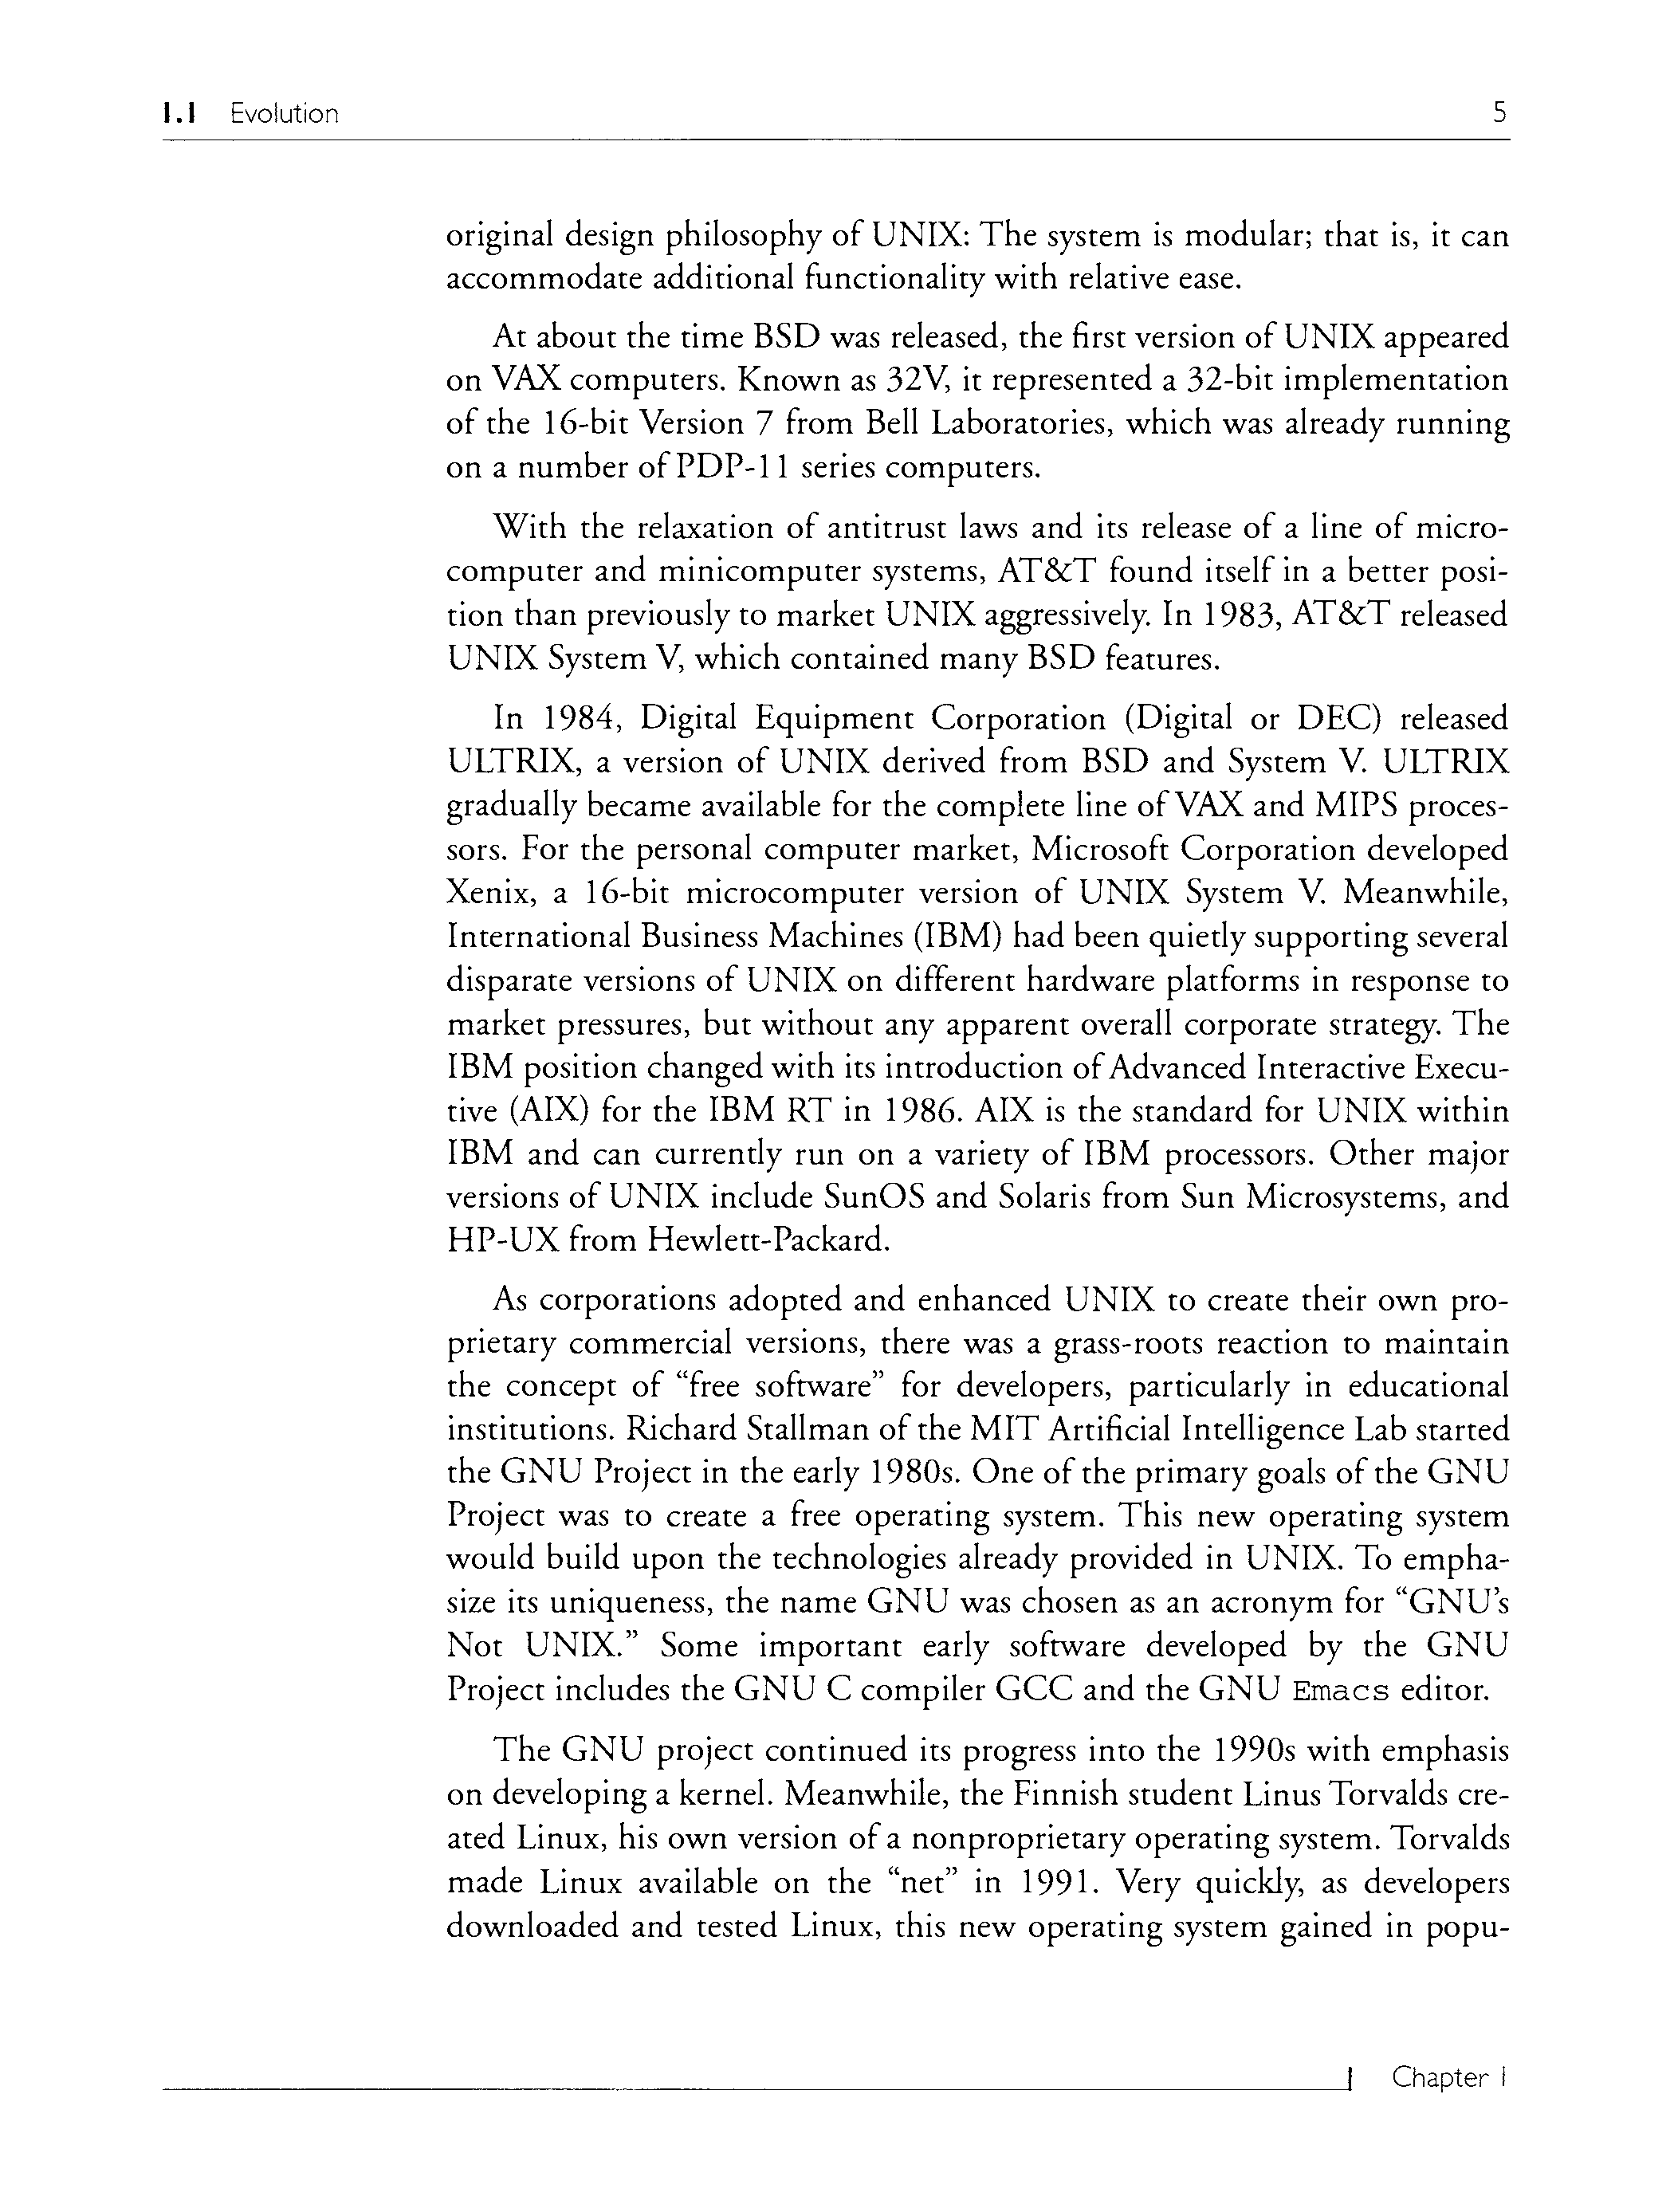 1.1 Evolution 5
original design philosophy of UNIX: The system is modular; that is, it can
accommodate additional functionality with relative ease.
At about the time BSD was released, the first version of UNIX appeared
on VAX computers. Known as 32V, it represented a 32-bit implementation
of the 16-bit Version 7 from Bell Laboratories, which was already running
on a number of PDP-11 series computers.
With the relaxation of antitrust laws and its release of a line of micro-
computer and minicomputer systems, AT&T found itself in a better posi-
tion than previously to market UNIX aggressively. In 1983, AT&T released
UNIX System V, which contained many BSD features.
In 1984, Digital Equipment Corporation (Digital or DEC) released
ULTRIX, a version of UNIX derived from BSD and System V. ULTRIX
gradually became available for the complete line of VAX and MIPS proces-
sors. For the personal computer market, Microsoft Corporation developed
Xenix, a 16-bit microcomputer version of UNIX System V. Meanwhile,
International Business Machines (IBM) had been quietly supporting several
disparate versions of UNIX on different hardware platforms in response to
market pressures, but without any apparent overall corporate strategy. The
IBM position changed with its introduction of Advanced Interactive Execu-
tive (AIX) for the IBM RT in 1986. AIX is the standard for UNIX within
IBM and can currently run on a variety of IBM processors. Other major
versions of UNIX include SunOS and Solaris from Sun Microsystems, and
HP-UX from Hewlett-Packard.
As corporations adopted and enhanced UNIX to create their own pro-
prietary commercial versions, there was a grass-roots reaction to maintain
the concept of “free software” for developers, particularly in educational
institutions. Richard Stallman of the MIT Artificial Intelligence Lab started
the GNU Project in the early 1980s. One of the primary goals of the GNU
Project was to create a free operating system. This new operating system
would build upon the technologies already provided in UNIX. To empha-
size its uniqueness, the name GNU was chosen as an acronym for “GNU’s
Not UNIX.” Some important early software developed by the GNU
Project includes the GNU C compiler GCC and the GNU Emacs editor.
The GNU project continued its progress into the 1990s with emphasis
on developing a kernel. Meanwhile, the Finnish student Linus Torvalds cre-
ated Linux, his own version of a nonproprietary operating system. Torvalds
made Linux available on the “net” in 1991. Very quickly, as developers
downloaded and tested Linux, this new operating system gained in popu-
Chapter 1